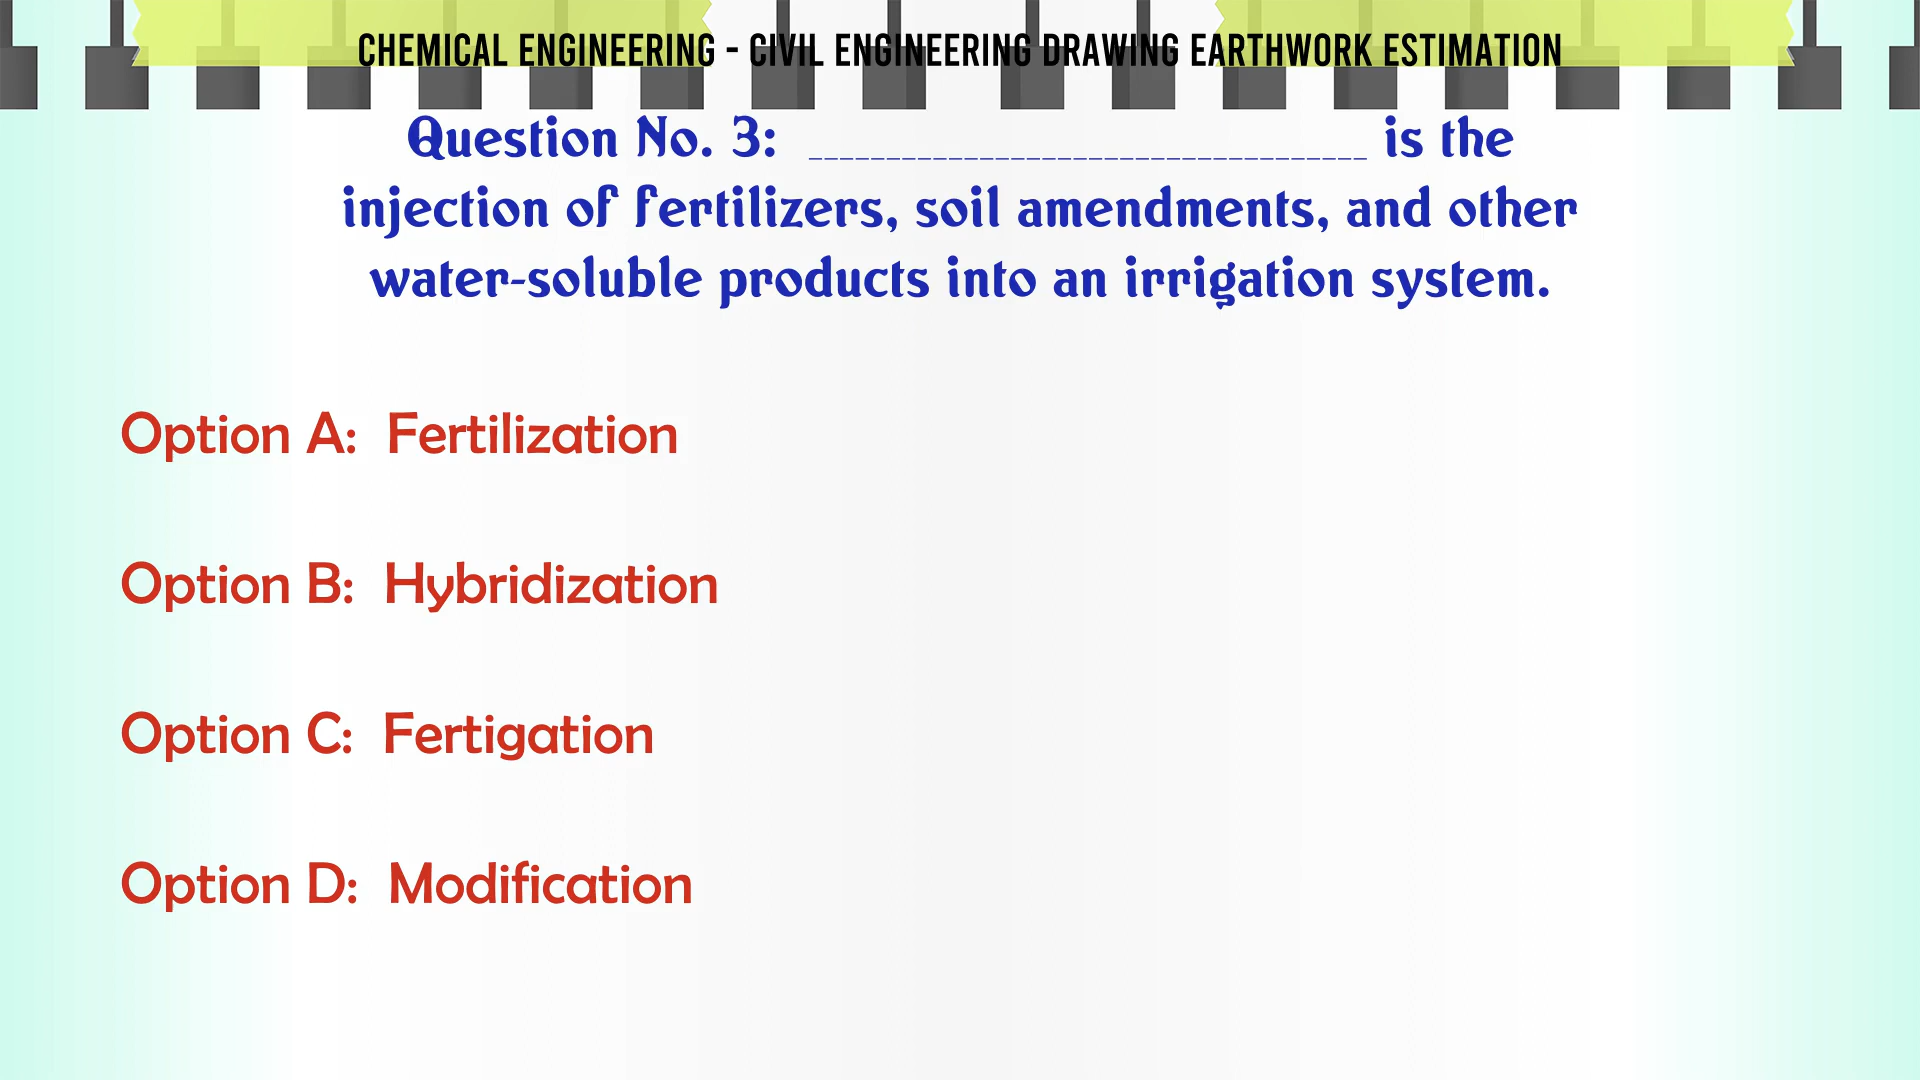 CHEMICAL ENGINEERING - CIVIL ENGINEERING DRAWING EARTHWORK ESTIMATION
Question No. 3: ____________________________________ is the
injection of fertilizers, soil amendments, and other
water-soluble products into an irrigation system.
Option A: Fertilization
Option B: Hybridization
Option C: Fertigation
Option D: Modification